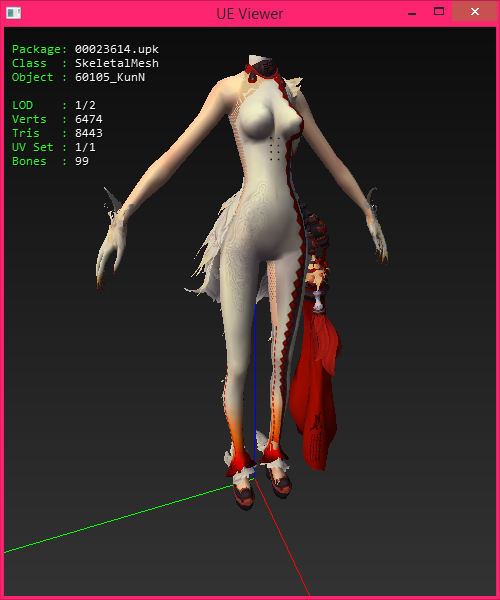 UE Viewer
Package: 00023614.upk
Class : SkeletalMesh
Object : 60105_KunN
LOD : 1/2
Verts : 6474
Tris : 8443
UV Set : 1/1
Bones : 99